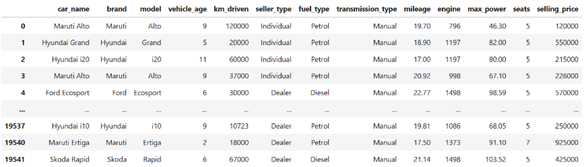 car_name brand model vehicle_age km_driven seller_type fuel_type transmission_type mileage engine max_power seats selling_price
0 Maruti Alto Maruti Alto 9 120000 Individual Petrol Manual 19.70 796 46.30 5 120000
1 Hyundai Grand Hyundai Grand 5 20000 Individual Petrol Manual 18.90 1197 82.00 5 550000
2 Hyundai i20 Hyundai i20 11 60000 Individual Petrol Manual 17.00 1197 80.00 5 215000
3 Maruti Alto Maruti Alto 9 37000 Individual Petrol Manual 20.92 998 67.10 5 226000
4 Ford Ecosport Ford Ecosport 6 30000 Dealer Diesel Manual 22.77 1498 98.59 5 570000
... ... ... ... ... ... ... ... ... ... ... ... ... ...
19537 Hyundai i10 Hyundai i10 9 10723 Dealer Petrol Manual 19.81 1086 68.05 5 250000
19540 Maruti Ertiga Maruti Ertiga 2 18000 Dealer Petrol Manual 17.50 1373 91.10 7 925000
19541 Skoda Rapid Skoda Rapid 6 67000 Dealer Diesel Manual 21.14 1498 103.52 5 425000